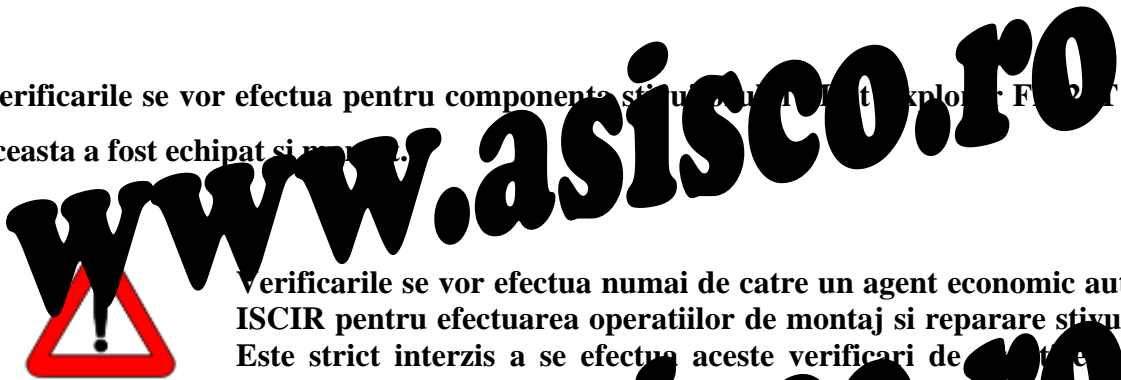 erificarile se vor efectua pentru componenta
ceasta a fost echipat si
www.asisco.ro
Verificarile se vor efectua numai de catre un agent economic aut
ISCIR pentru efectuarea operatiilor de montaj si reparare stivu
Este strict interzis a se efectua aceste verificari de